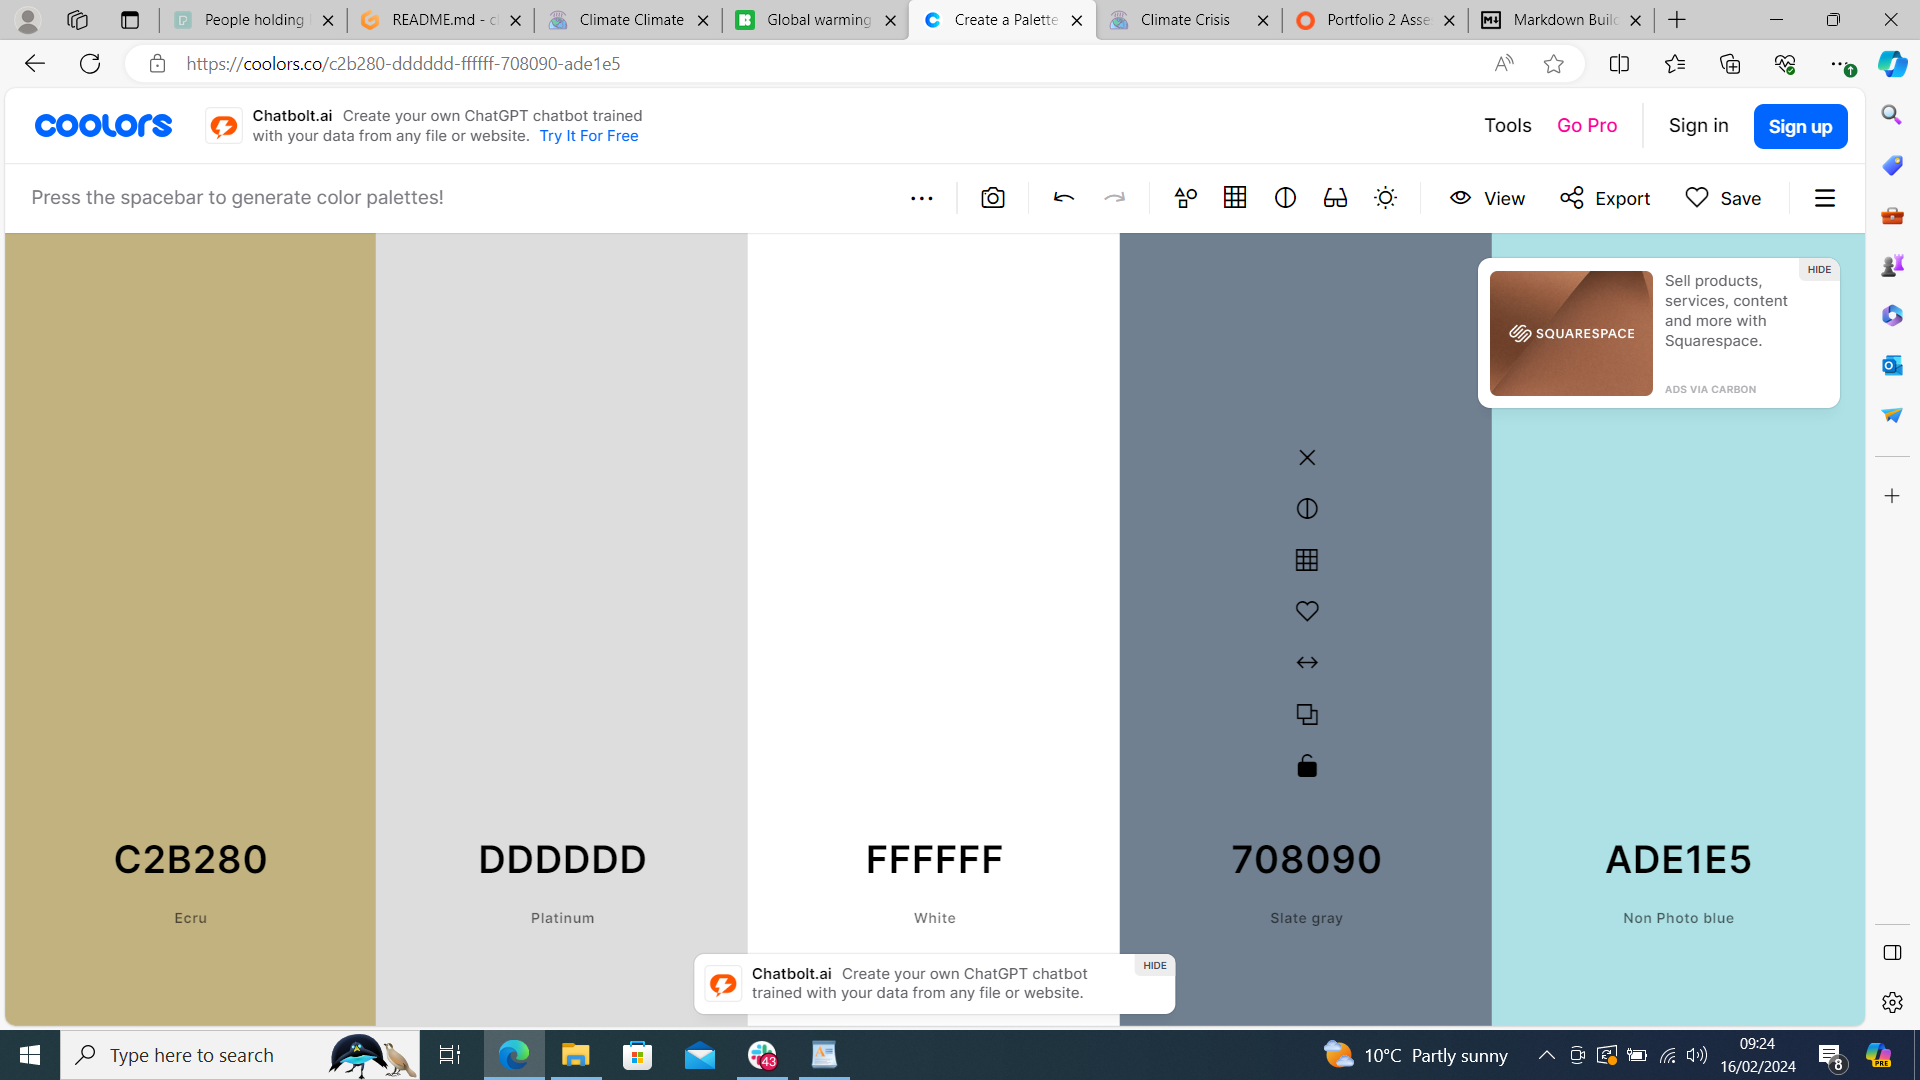 People holding
README.md - c
Climate Climate
Global warming
Create a Palette
Climate Crisis
Portfolio 2 Asse
Markdown Build
https://coolors.co/c2b280-dddddd-ffffff-708090-ade1e5
coolors
Chatbolt.ai Create your own ChatGPT chatbot trained
with your data from any file or website. Try It For Free
Tools
Go Pro
Sign in
Sign up
Press the spacebar to generate color palettes!
View
Export
Save
HIDE
Sell products,
services, content
and more with
Squarespace.
SQUARESPACE
ADS VIA CARBON
C2B280
DDDDDD
FFFFFF
708090
ADE1E5
Ecru
Platinum
White
Slate gray
Non Photo blue
HIDE
Chatbolt.ai Create your own ChatGPT chatbot
trained with your data from any file or website.
Type here to search
43
10°C Partly sunny
09:24
16/02/2024
8
PRE